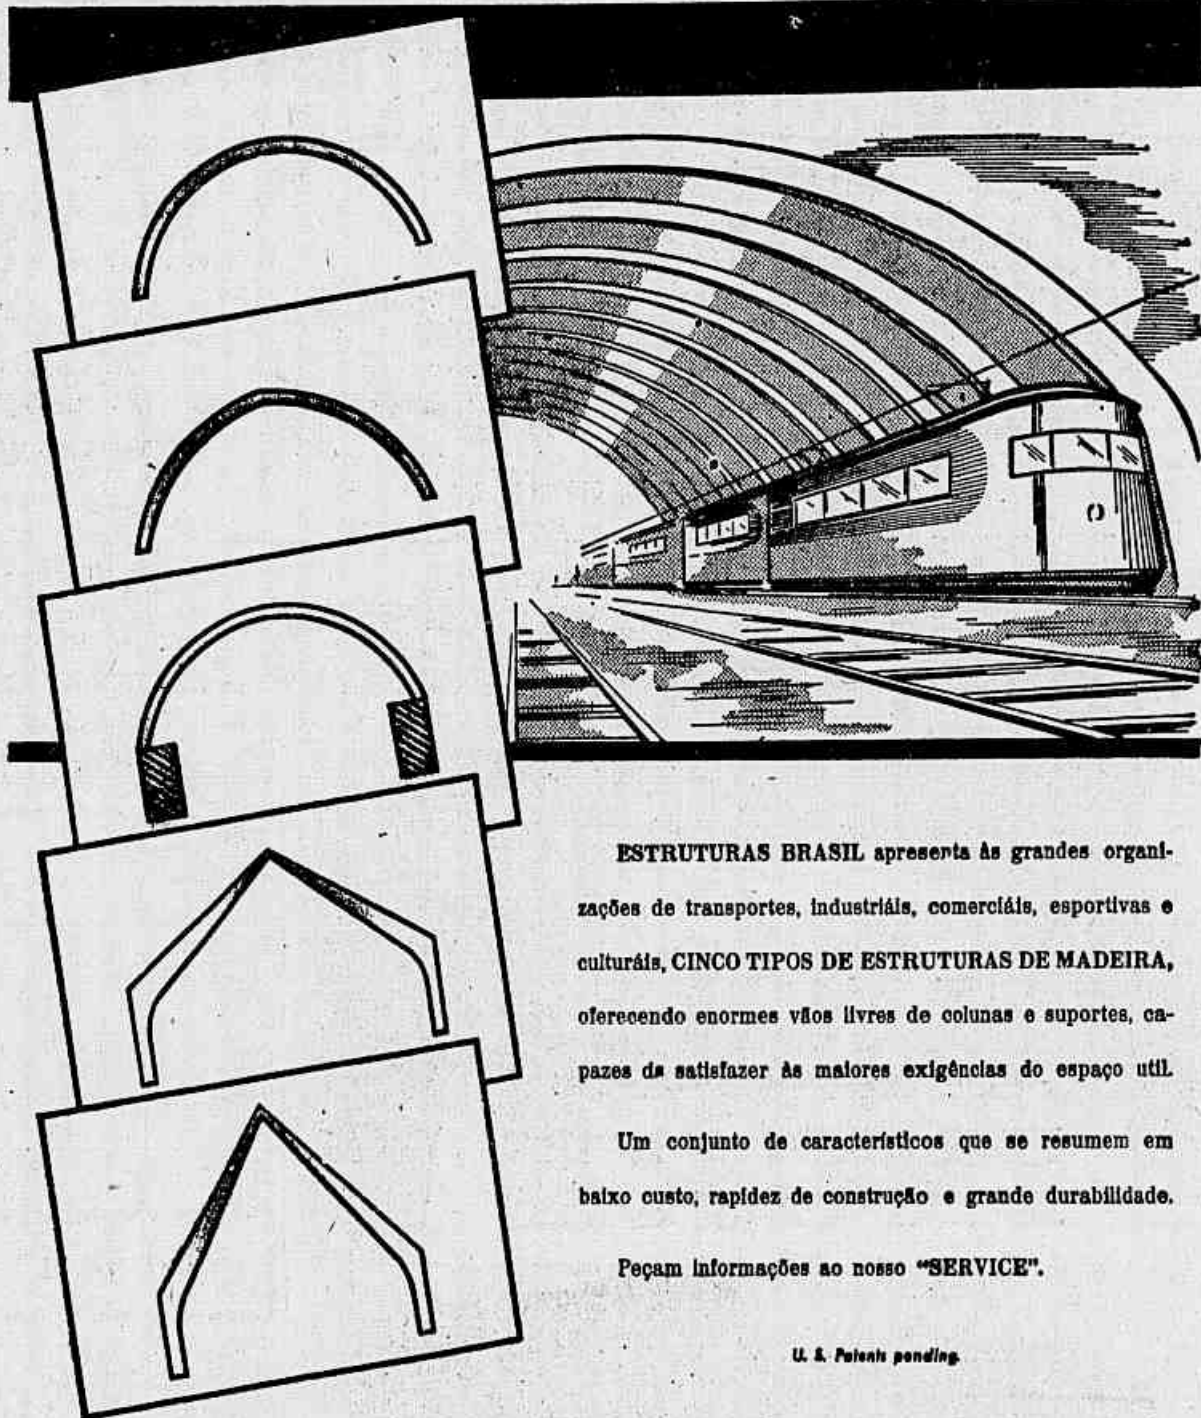 ESTRUTURAS BRASIL apresenta às grandes organi-
zações de transportes, industriáis, comerciáis, esportivas e
culturáis, CINCO TIPOS DE ESTRUTURAS DE MADEIRA,
oferecendo enormes vãos livres de colunas e suportes, ca-
pazes de satisfazer às maiores exigências do espaço util.
Um conjunto de característicos que se resumem em
baixo custo, rapidez de construção e grande durabilidade.
Peçam informações ao nosso "SERVICE".
U. S. Patents pending.